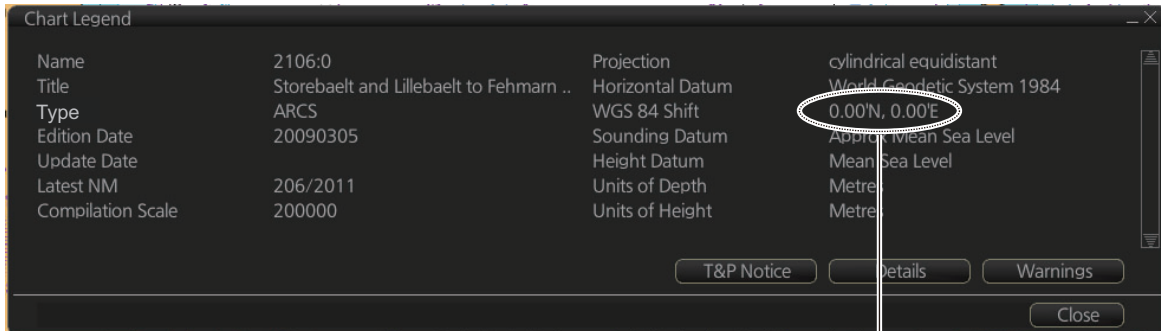 Chart Legend
Name 2106:0 Projection cylindrical equidistant
Title Storebaelt and Lillebaelt to Fehmarn .. Horizontal Datum World Geodetic System 1984
Type ARCS WGS 84 Shift 0.00'N, 0.00'E
Edition Date 20090305 Sounding Datum Approx Mean Sea Level
Update Date Height Datum Mean Sea Level
Latest NM 206/2011 Units of Depth Metres
Compilation Scale 200000 Units of Height Metres
T&P Notice Details Warnings
Close